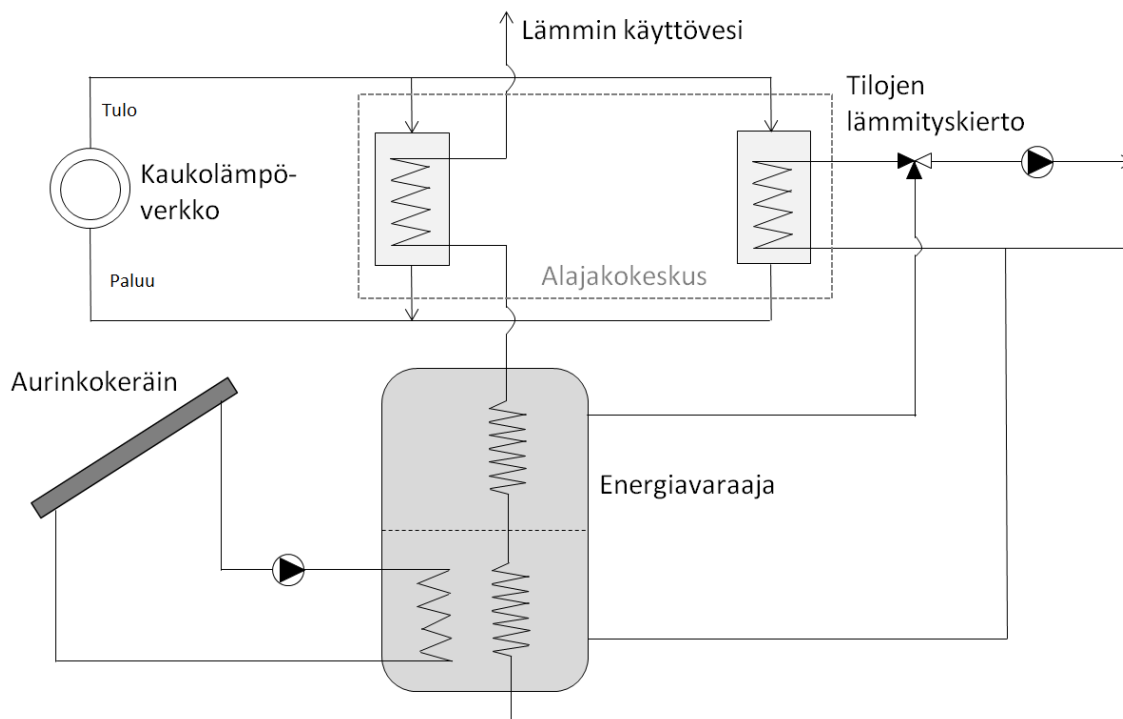 Lämmin käyttövesi
Tulo
Tilojen
lämmityskierto
Kaukolämpö-
verkko
Paluu
Alajakokeskus
Aurinkokeräin
Energiavaraaja